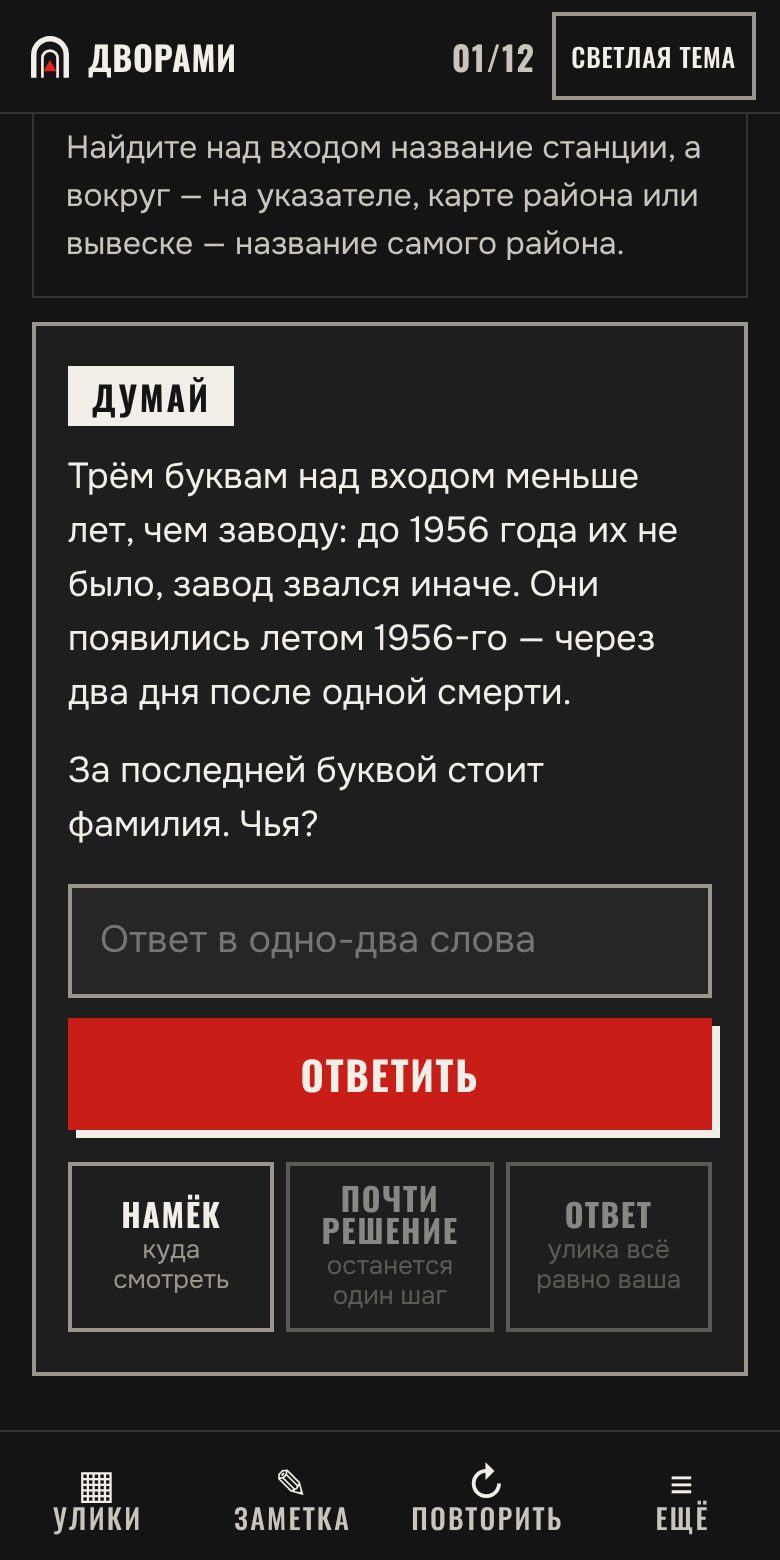 ДВОРАМИ
01/12
СВЕТЛАЯ ТЕМА
Найдите над входом название станции, а
вокруг — на указателе, карте района или
вывеске — название самого района.
ДУМАЙ
Трём буквам над входом меньше
лет, чем заводу: до 1956 года их не
было, завод звался иначе. Они
появились летом 1956-го — через
два дня после одной смерти.
За последней буквой стоит
фамилия. Чья?
Ответ в одно-два слова
ОТВЕТИТЬ
НАМЁК
куда
смотреть
ПОЧТИ
РЕШЕНИЕ
останется
один шаг
ОТВЕТ
улика всё
равно ваша
УЛИКИ
ЗАМЕТКА
ПОВТОРИТЬ
ЕЩЁ